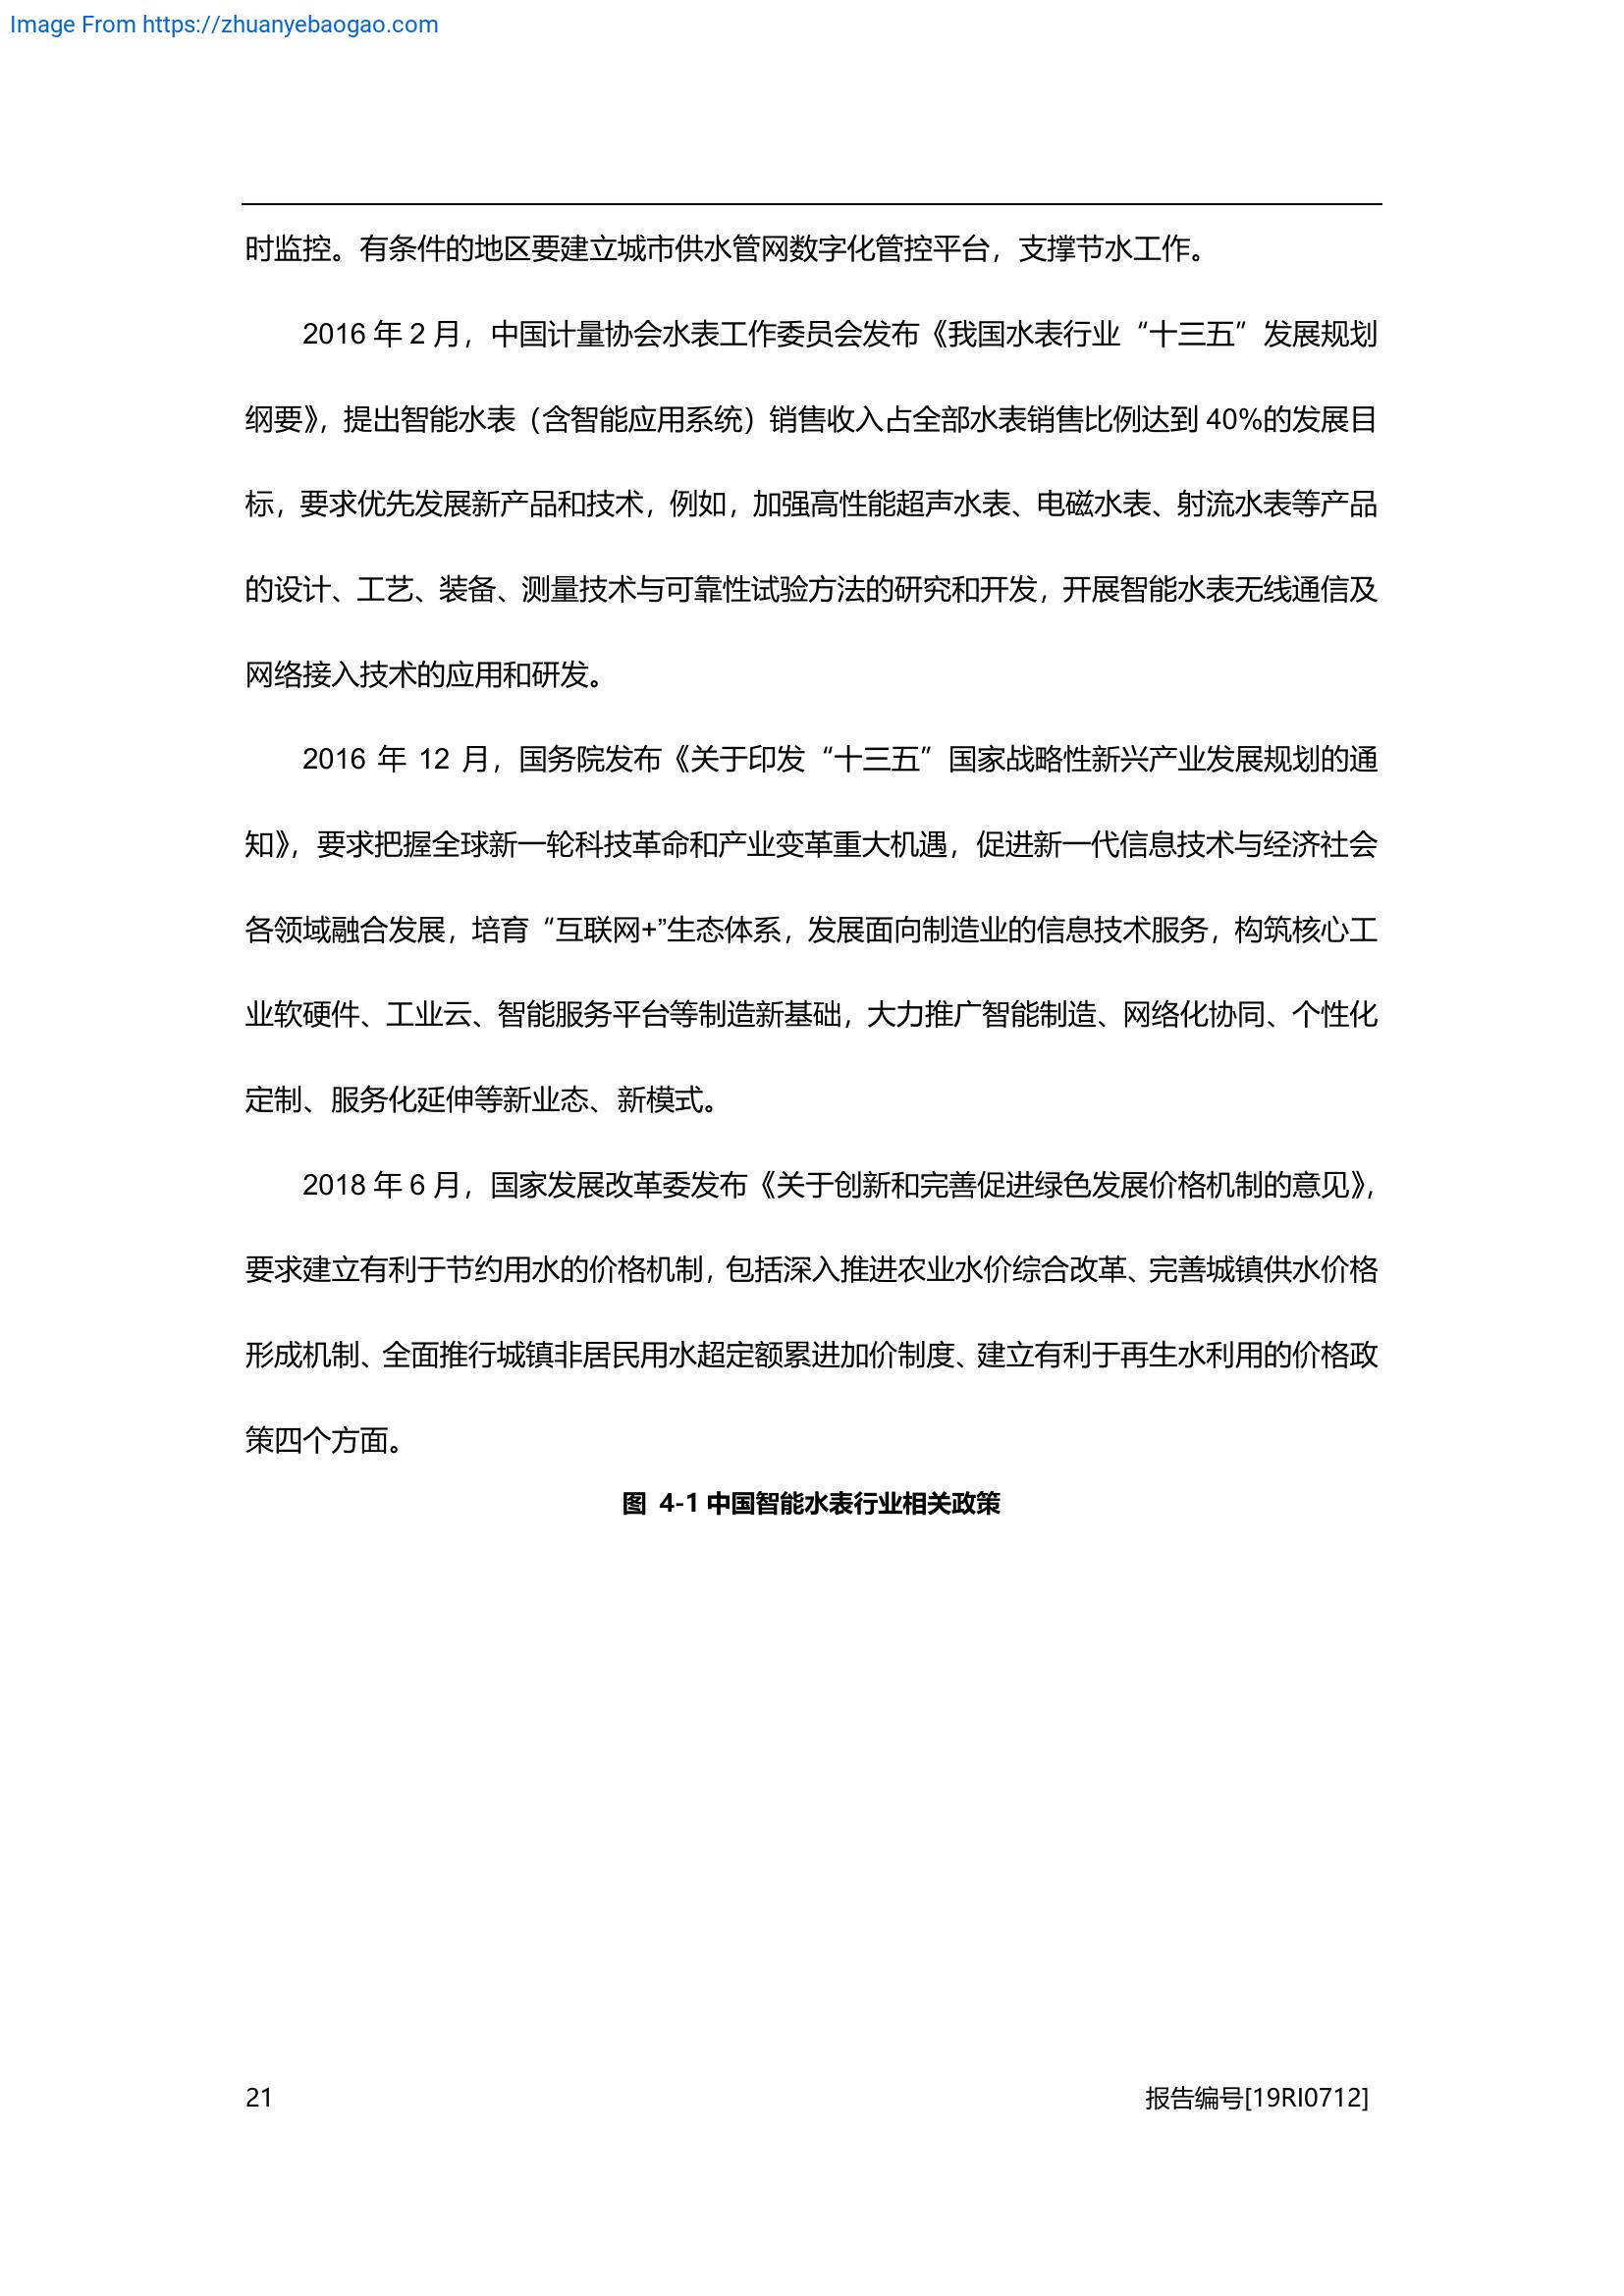 Image From https://zhuanyebaogao.com
时监控。有条件的地区要建立城市供水管网数字化管控平台，支撑节水工作。
2016 年 2 月，中国计量协会水表工作委员会发布《我国水表行业“十三五”发展规划
纲要》，提出智能水表（含智能应用系统）销售收入占全部水表销售比例达到 40%的发展目
标，要求优先发展新产品和技术，例如，加强高性能超声水表、电磁水表、射流水表等产品
的设计、工艺、装备、测量技术与可靠性试验方法的研究和开发，开展智能水表无线通信及
网络接入技术的应用和研发。
2016 年 12 月，国务院发布《关于印发“十三五”国家战略性新兴产业发展规划的通
知》，要求把握全球新一轮科技革命和产业变革重大机遇，促进新一代信息技术与经济社会
各领域融合发展，培育“互联网+”生态体系，发展面向制造业的信息技术服务，构筑核心工
业软硬件、工业云、智能服务平台等制造新基础，大力推广智能制造、网络化协同、个性化
定制、服务化延伸等新业态、新模式。
2018 年 6 月，国家发展改革委发布《关于创新和完善促进绿色发展价格机制的意见》，
要求建立有利于节约用水的价格机制，包括深入推进农业水价综合改革、完善城镇供水价格
形成机制、全面推行城镇非居民用水超定额累进加价制度、建立有利于再生水利用的价格政
策四个方面。
图 4-1 中国智能水表行业相关政策
21 报告编号[19RI0712]